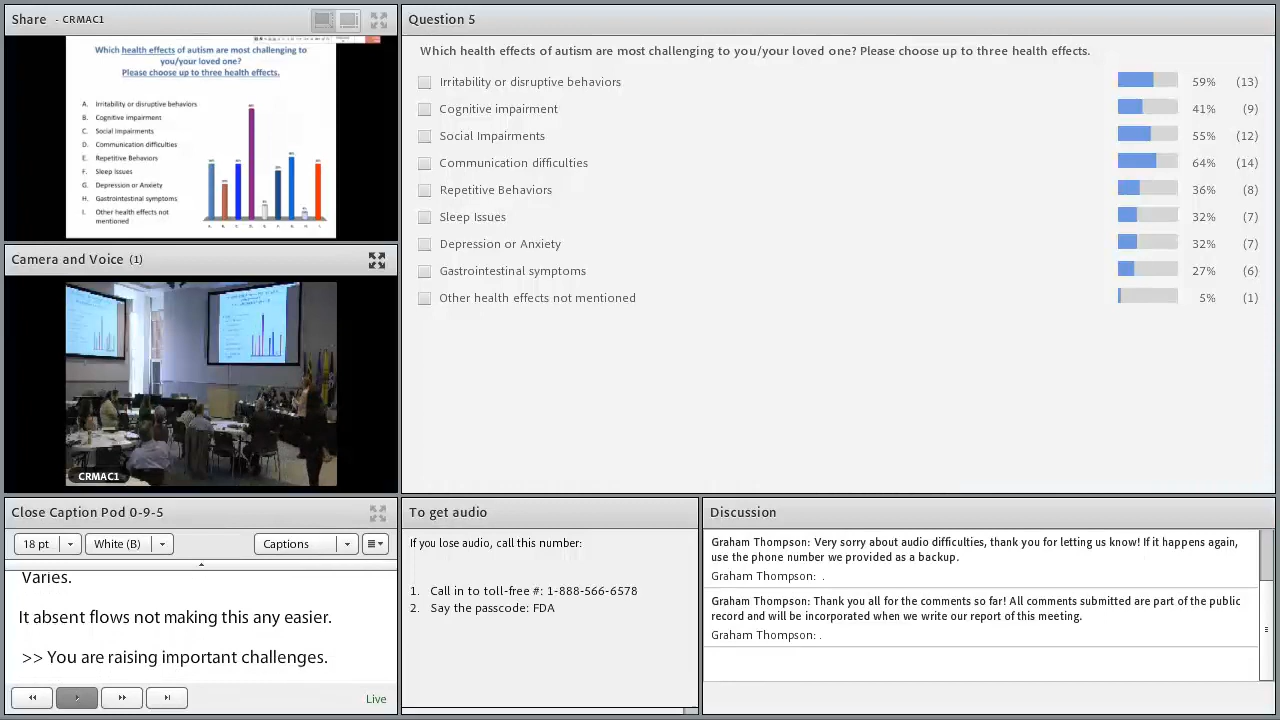 Share - CRMAC1
Which health effects of autism are most challenging to
you/your loved one?
Please choose up to three health effects.
A. Irritability or disruptive behaviors
B. Cognitive impairment
C. Social Impairments
D. Communication difficulties
E. Repetitive Behaviors
F. Sleep Issues
G. Depression or Anxiety
H. Gastrointestinal symptoms
I. Other health effects not
mentioned
Camera and Voice (1)
CRMAC1
Question 5
Which health effects of autism are most challenging to you/your loved one? Please choose up to three health effects.
Irritability or disruptive behaviors 59% (13)
Cognitive impairment 41% (9)
Social Impairments 55% (12)
Communication difficulties 64% (14)
Repetitive Behaviors 36% (8)
Sleep Issues 32% (7)
Depression or Anxiety 32% (7)
Gastrointestinal symptoms 27% (6)
Other health effects not mentioned 5% (1)
Close Caption Pod 0-9-5
18 pt White (B) Captions
Varies.
It absent flows not making this any easier.
>> You are raising important challenges.
Live
To get audio
If you lose audio, call this number:
1. Call in to toll-free #: 1-888-566-6578
2. Say the passcode: FDA
Discussion
Graham Thompson: Very sorry about audio difficulties, thank you for letting us know! If it happens again,
use the phone number we provided as a backup.
Graham Thompson: .
Graham Thompson: Thank you all for the comments so far! All comments submitted are part of the public
record and will be incorporated when we write our report of this meeting.
Graham Thompson: .